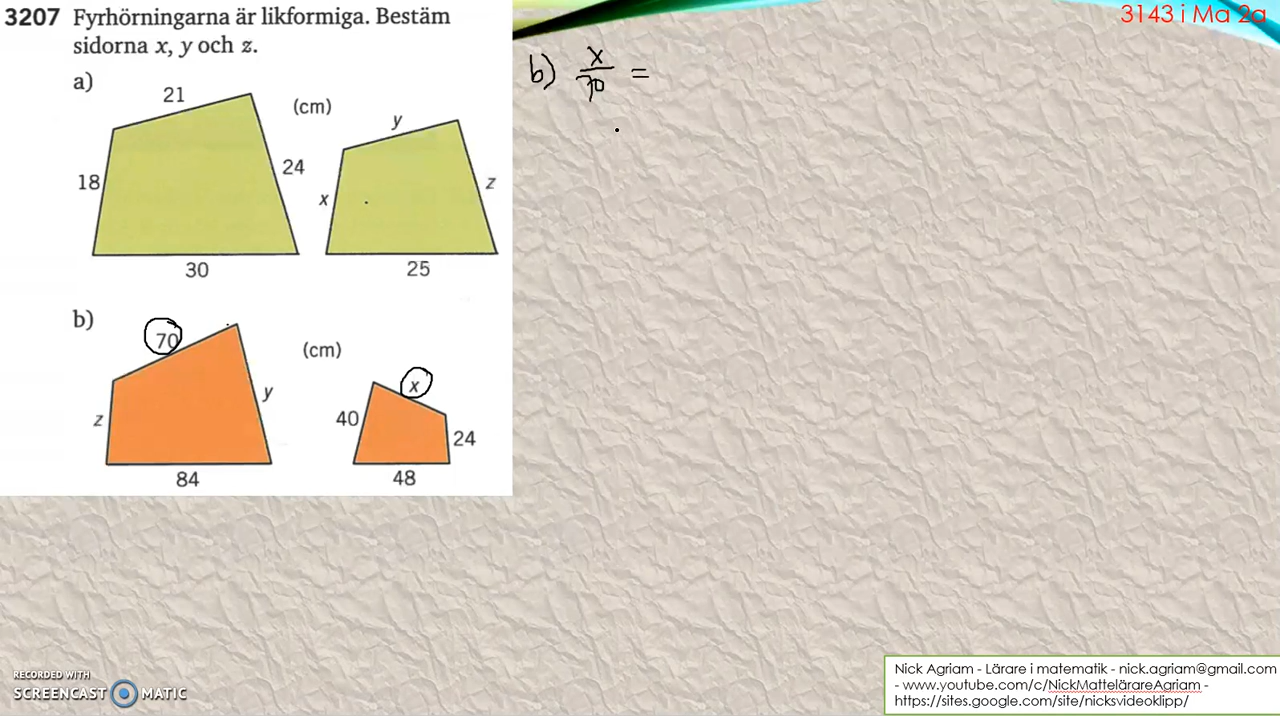 3207 Fyrhörningarna är likformiga. Bestäm
sidorna x, y och z.
a)
21
(cm)
y
18
24
x
z
30
25
b)
70
(cm)
x
z
y
40
24
84
48
b) x/70 =
3143 i Ma 2a
RECORDED WITH
SCREENCAST MATIC
Nick Agriam - Lärare i matematik - nick.agriam@gmail.com
- www.youtube.com/c/NickMattelärareAgriam -
https://sites.google.com/site/nicksvideoklipp/